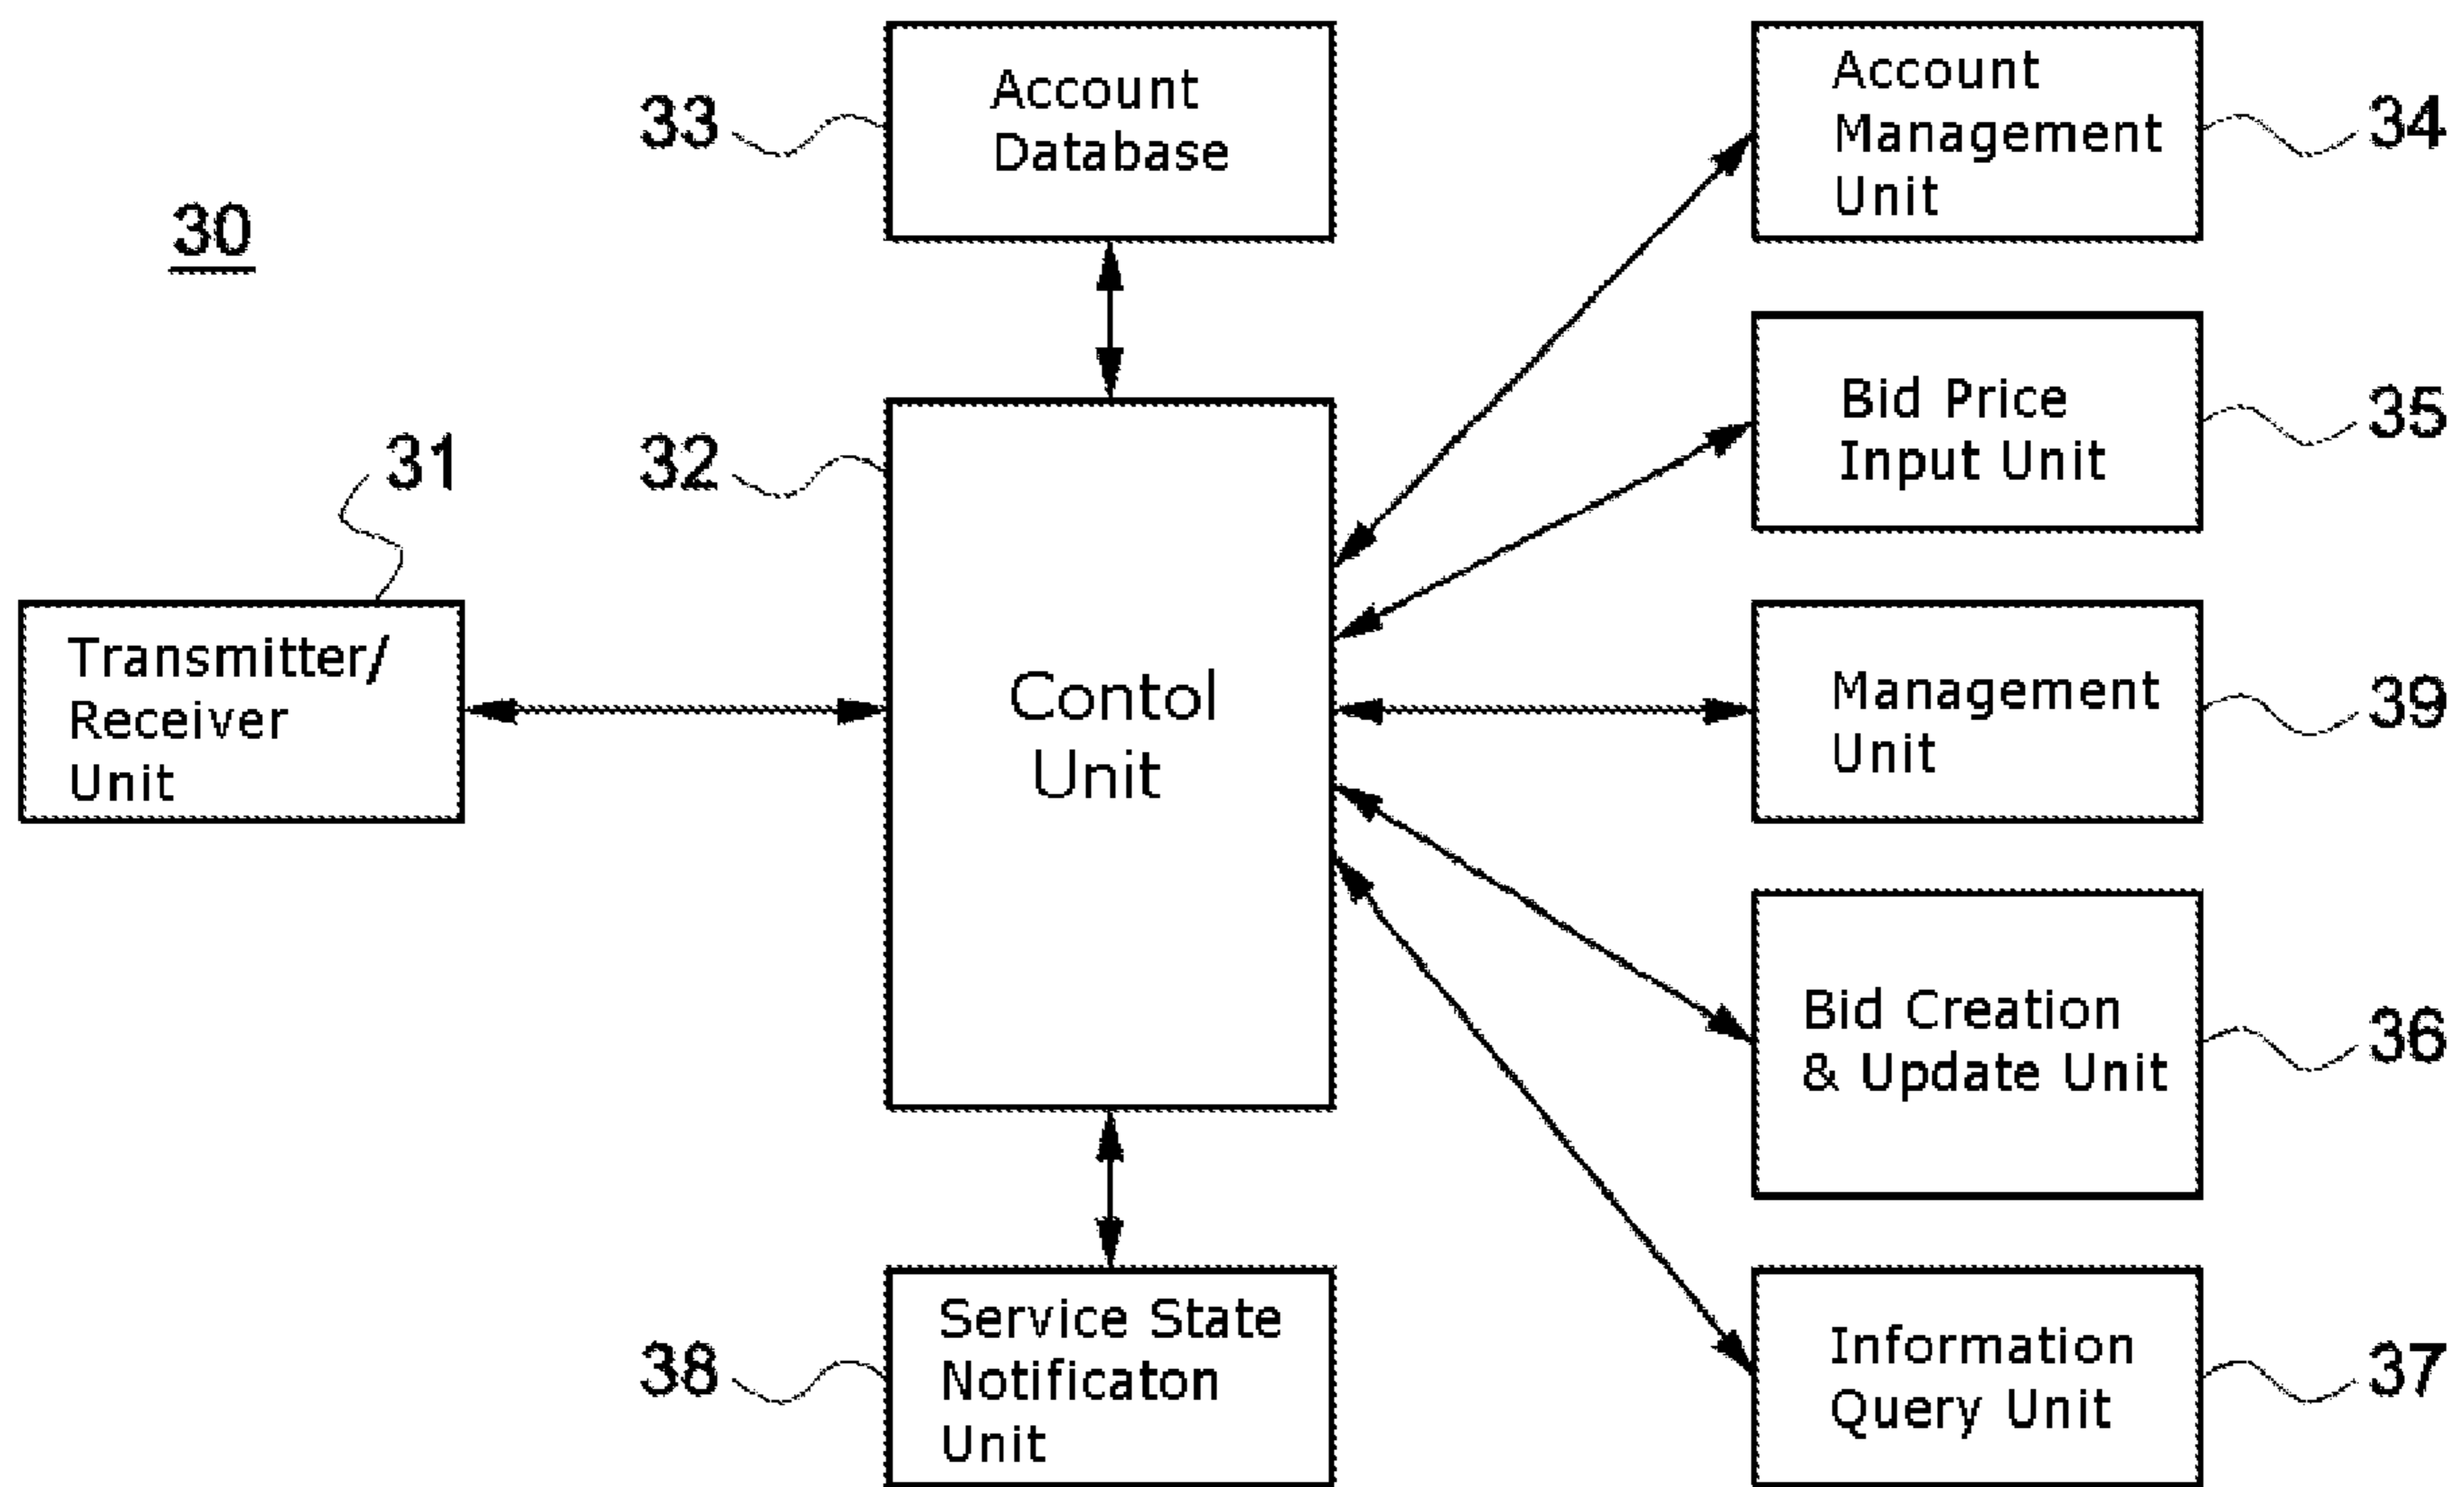 30
33
Account
Database
Account
Management
Unit
34
31
32
Bid Price
Input Unit
35
Transmitter/
Receiver
Unit
Contol
Unit
Management
Unit
39
Bid Creation
& Update Unit
36
38
Service State
Notificaton
Unit
Information
Query Unit
37